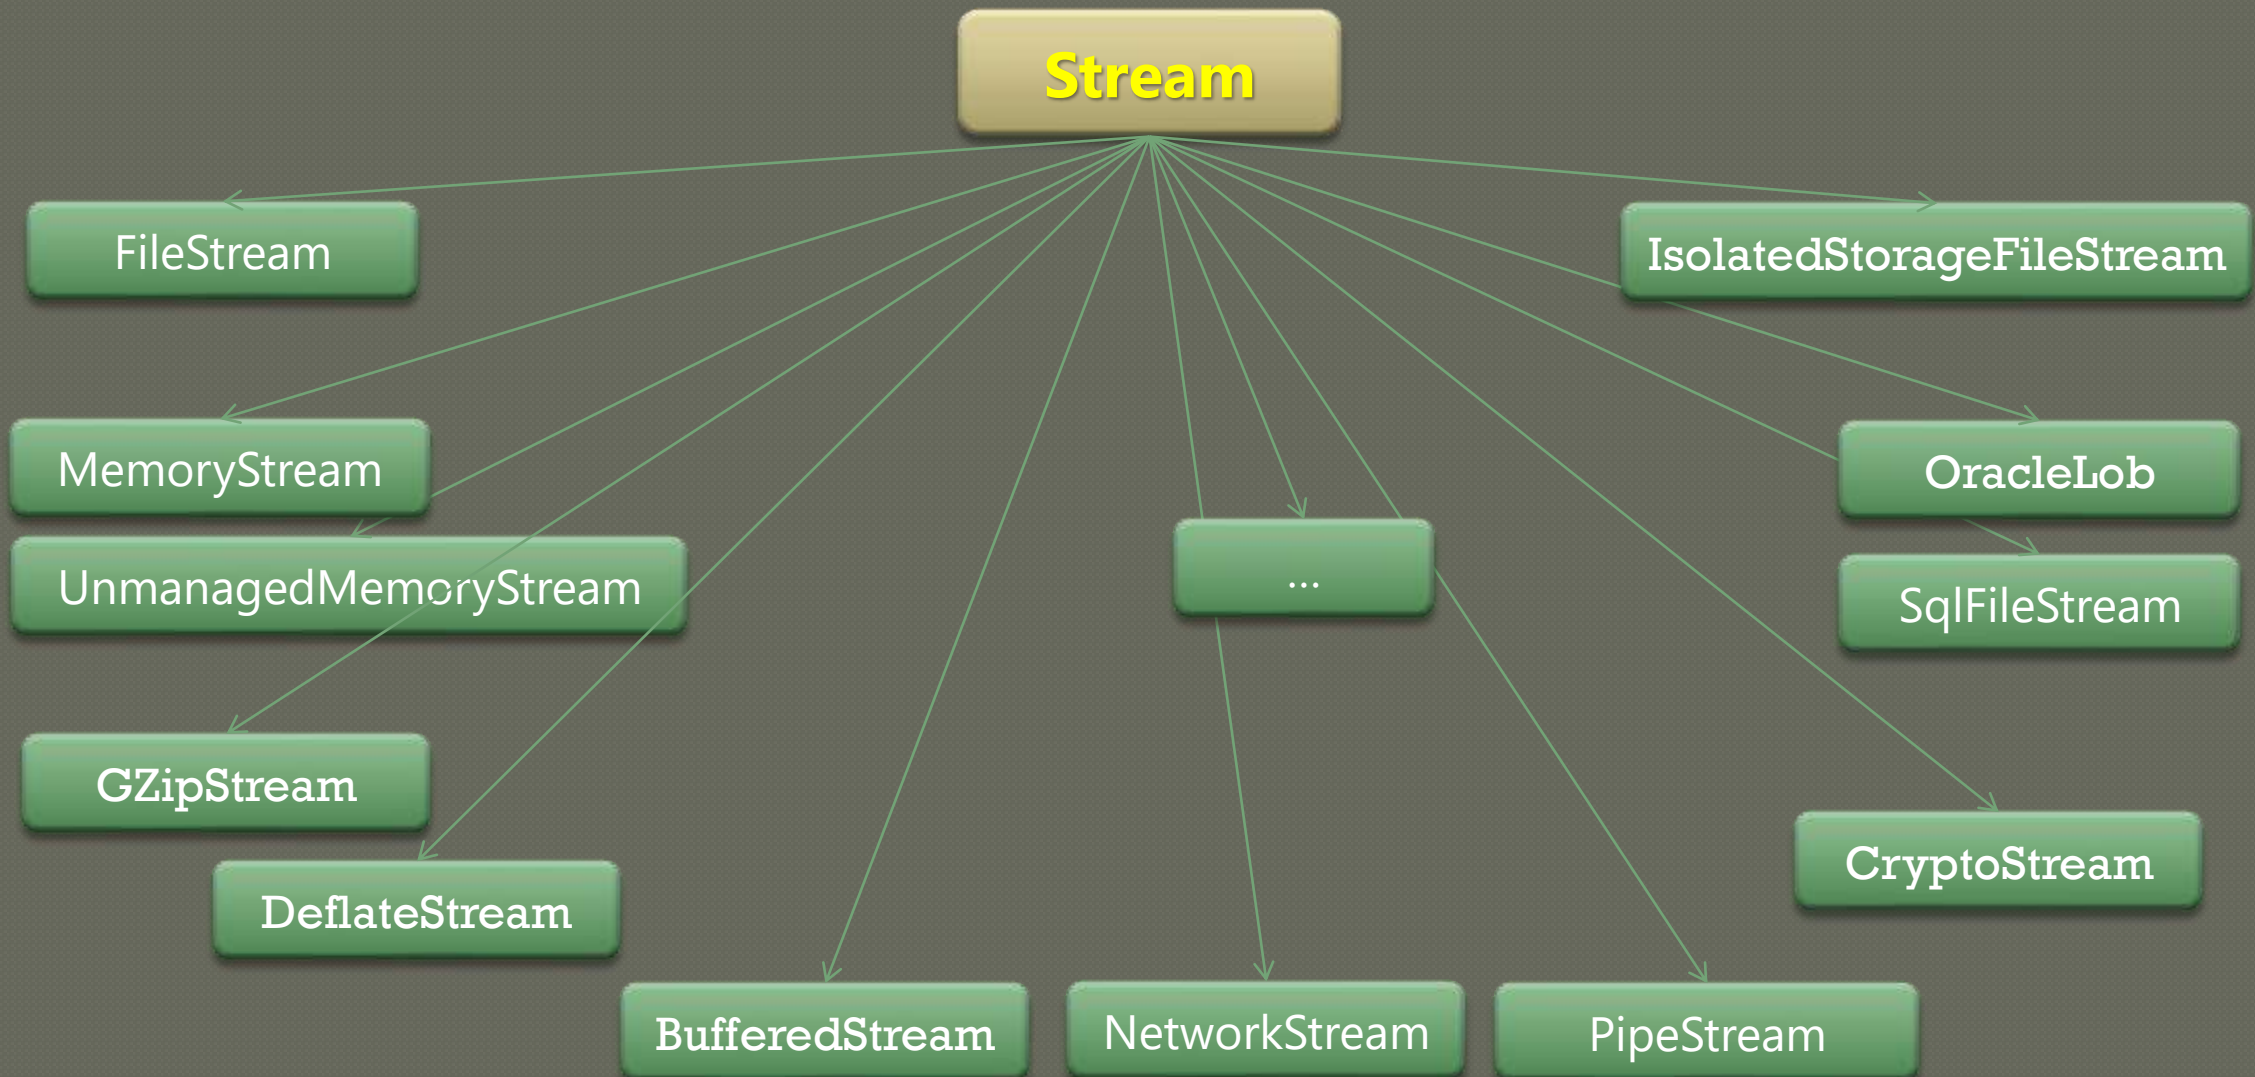 Stream
FileStream
IsolatedStorageFileStream
MemoryStream
OracleLob
UnmanagedMemoryStream
...
SqlFileStream
GZipStream
CryptoStream
DeflateStream
BufferedStream
NetworkStream
PipeStream